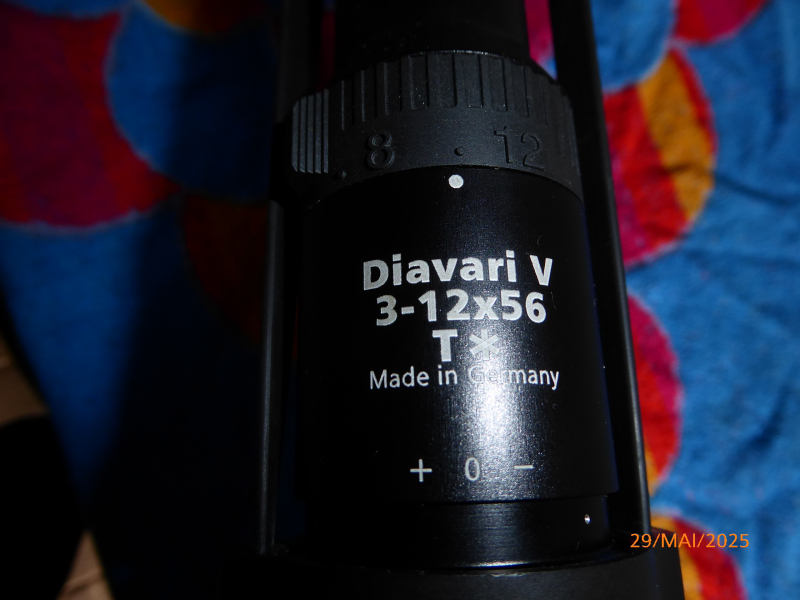 8 · 12
Diavari V
3-12x56
T*
Made in Germany
+ 0 -
29/MAI/2025